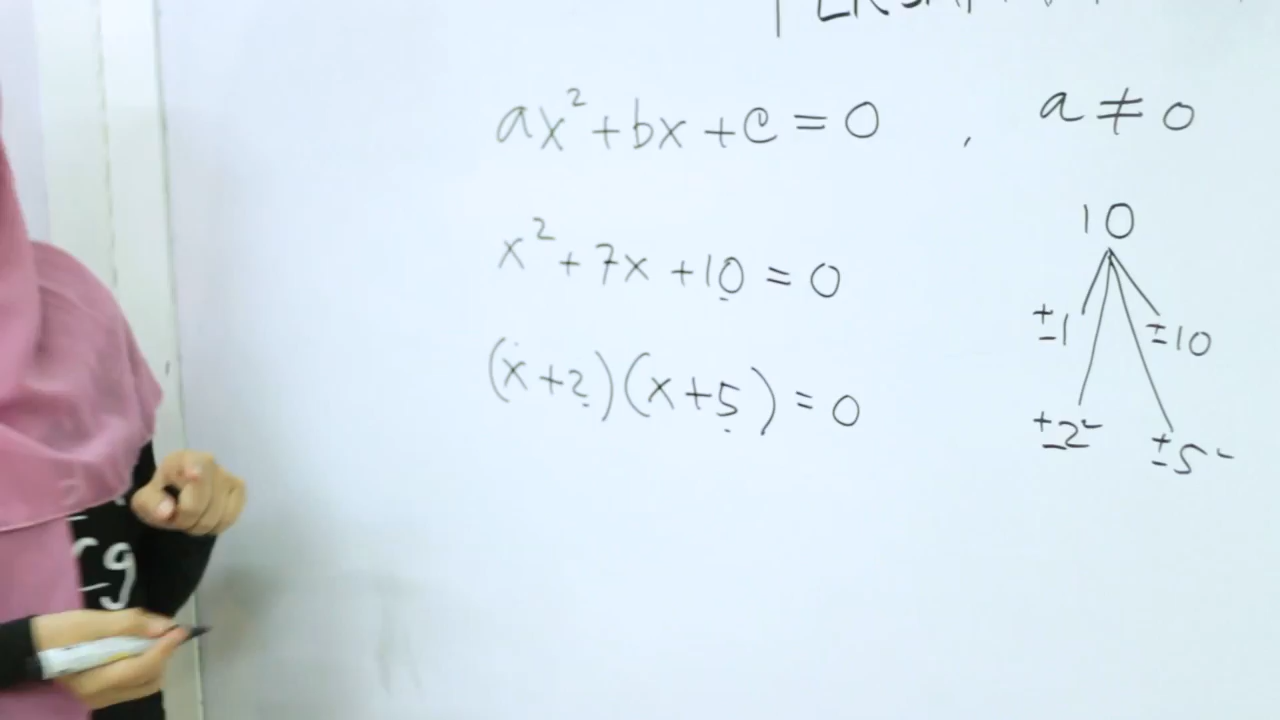 ax² + bx + c = 0 , a ≠ 0
x² + 7x + 10 = 0
(x + 2)(x + 5) = 0
10
±1 ±10
±2 ±5